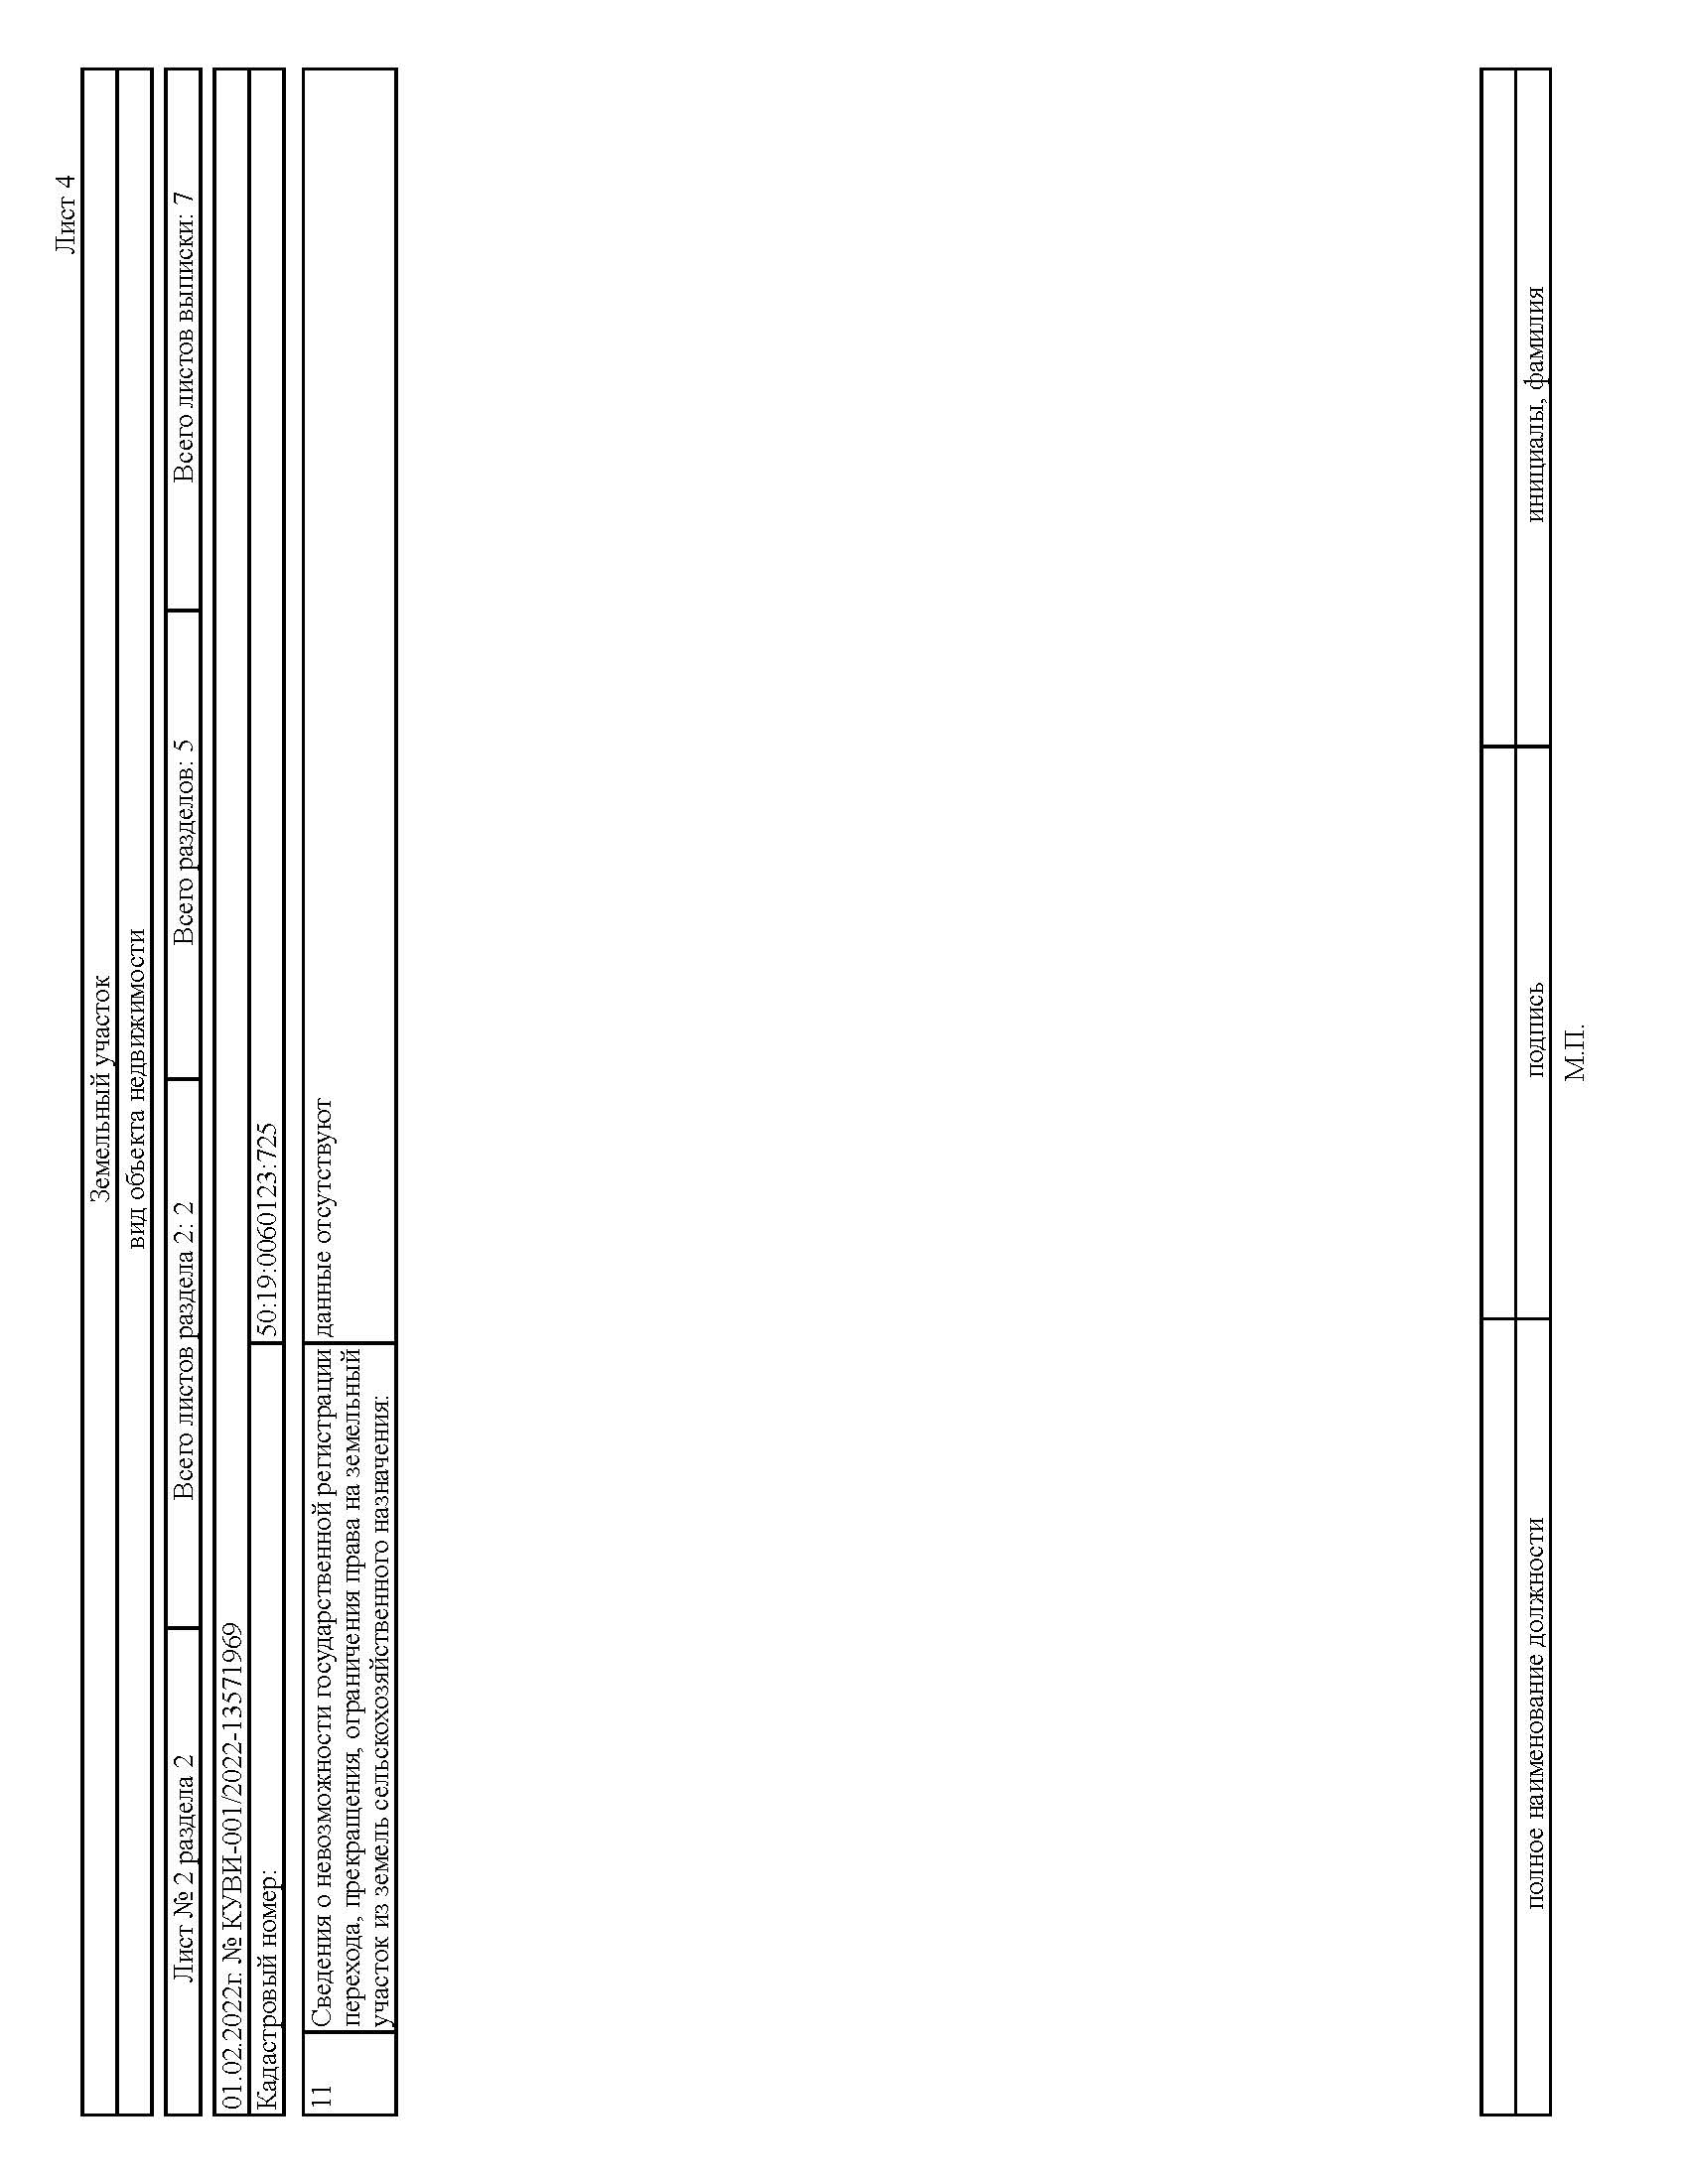 Лист 4
Земельный участок
вид объекта недвижимости
Лист № 2 раздела 2 Всего листов раздела 2: 2 Всего разделов: 5 Всего листов выписки: 7
01.02.2022г. № КУВИ-001/2022-13571969
Кадастровый номер: 50:19:0060123:725
11 Сведения о невозможности государственной регистрации данные отсутствуют
перехода, прекращения, ограничения права на земельный
участок из земель сельскохозяйственного назначения:
полное наименование должности подпись инициалы, фамилия
М.П.